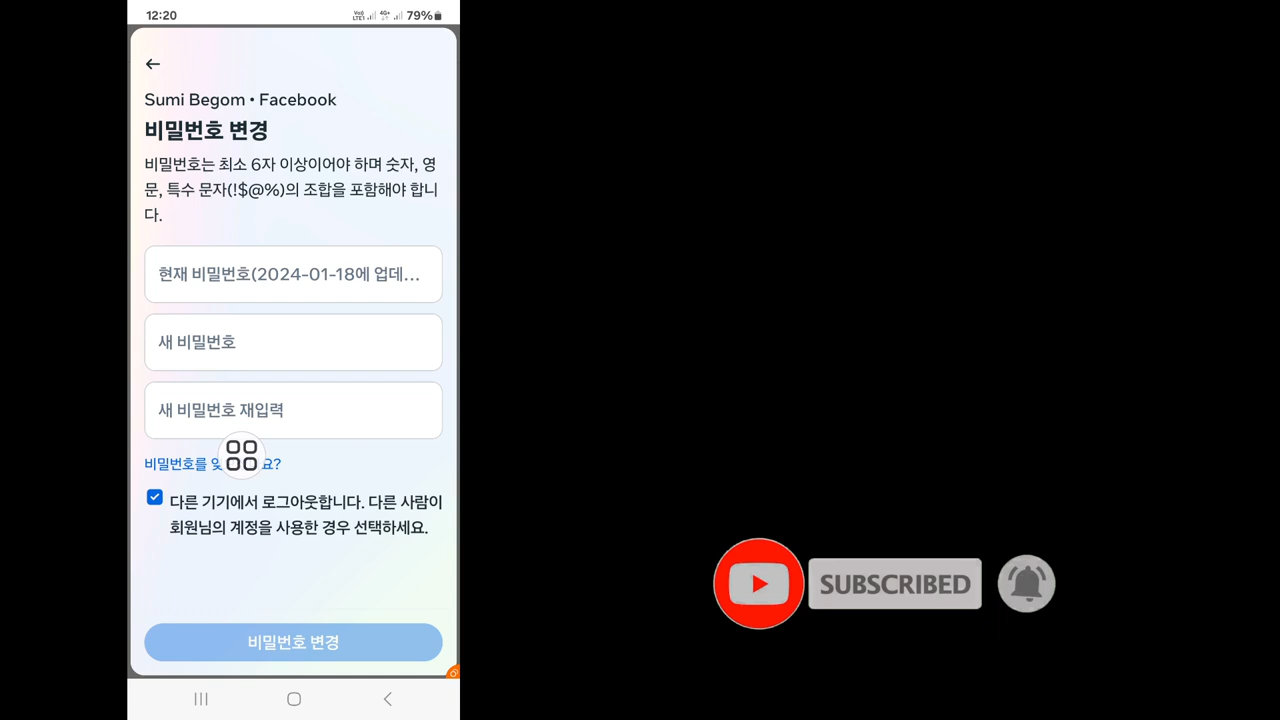 12:20
79%
Sumi Begom • Facebook
비밀번호 변경
비밀번호는 최소 6자 이상이어야 하며 숫자, 영
문, 특수 문자(!$@%)의 조합을 포함해야 합니
다.
현재 비밀번호(2024-01-18에 업데...
새 비밀번호
새 비밀번호 재입력
비밀번호를 요?
다른 기기에서 로그아웃합니다. 다른 사람이
회원님의 계정을 사용한 경우 선택하세요.
SUBSCRIBED
비밀번호 변경